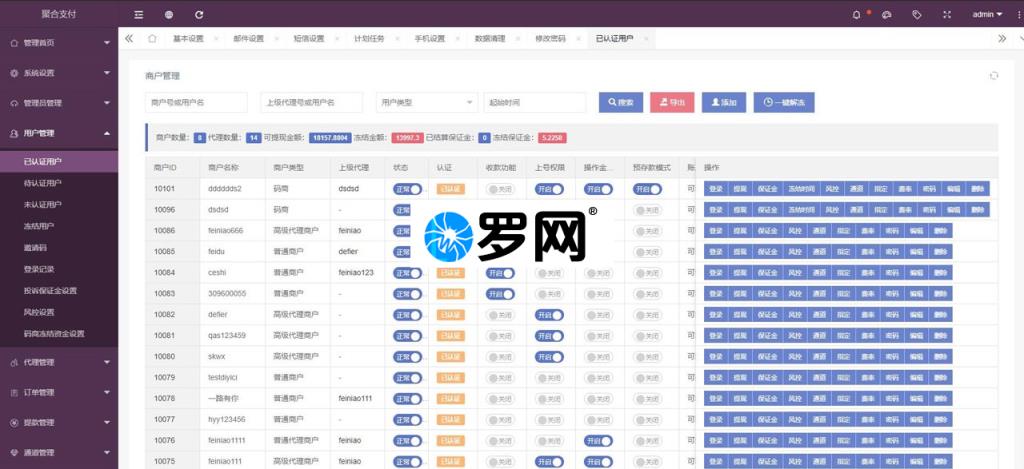 聚合支付
admin
管理首页
系统设置
管理员管理
用户管理
已认证用户
待认证用户
未认证用户
冻结用户
邀请码
登录记录
投诉保证金设置
风控设置
码商冻结资金设置
代理管理
订单管理
提款管理
通道管理
基本设置 邮件设置 短信设置 计划任务 手机设置 数据清理 修改密码 已认证用户
商户管理
商户号或用户名 上级代理号或用户名 用户类型 起始时间 搜索 导出 添加 一键解冻
商户数量: 8 代理数量: 14 可提现金额: 18157.8804 冻结金额: 13997.3 已结算保证金: 0 冻结保证金: 5.2258
商户ID 商户名称 商户类型 上级代理 状态 认证 收款功能 上号权限 操作金... 预存款模式 账 操作
10101 ddddddds2 码商 dsdsd 正常 已认证 关闭 开启 开启 开启 可 登录 提现 保证金 冻结时间 风控 通道 指定 费率 密码 编辑 删除
10096 dsdsd 码商 - 正常 关闭 可 登录 提现 保证金 冻结时间 风控 通道 指定 费率 密码 编辑 删除
10086 feiniao666 高级代理商户 feiniao 正常 关闭 可 登录 提现 保证金 风控 通道 指定 费率 密码 编辑 删除
10085 feidu 普通商户 defier 正常 关闭 可 登录 提现 保证金 风控 通道 指定 费率 密码 编辑 删除
罗网®
10084 ceshi 普通商户 feiniao123 正常 已认证 开启 关闭 关闭 关闭 可 登录 提现 保证金 风控 通道 指定 费率 密码 编辑 删除
10083 309600055 普通商户 - 正常 已认证 开启 关闭 关闭 关闭 可 登录 提现 保证金 风控 通道 指定 费率 密码 编辑 删除
10082 defier 高级代理商户 - 正常 已认证 关闭 开启 关闭 关闭 可 登录 提现 保证金 风控 通道 指定 费率 密码 编辑 删除
10081 qas123459 高级代理商户 - 正常 已认证 关闭 开启 关闭 关闭 可 登录 提现 保证金 风控 通道 指定 费率 密码 编辑 删除
10080 skwx 高级代理商户 - 正常 已认证 关闭 开启 关闭 关闭 可 登录 提现 保证金 风控 通道 指定 费率 密码 编辑 删除
10079 testdiyici 普通商户 - 正常 已认证 关闭 关闭 关闭 关闭 可 登录 提现 保证金 风控 通道 指定 费率 密码 编辑 删除
10078 一路有你 普通商户 feiniao111 正常 已认证 关闭 关闭 关闭 关闭 可 登录 提现 保证金 风控 通道 指定 费率 密码 编辑 删除
10077 hyy123456 普通商户 - 正常 已认证 关闭 关闭 关闭 关闭 可 登录 提现 保证金 风控 通道 指定 费率 密码 编辑 删除
10076 feiniao1111 普通代理商户 feiniao 正常 已认证 关闭 关闭 开启 关闭 可 登录 提现 保证金 风控 通道 指定 费率 密码 编辑 删除
10075 feiniao111 高级代理商户 feiniao 正常 已认证 关闭 开启 开启 关闭 可 登录 提现 保证金 风控 通道 指定 费率 密码 编辑 删除